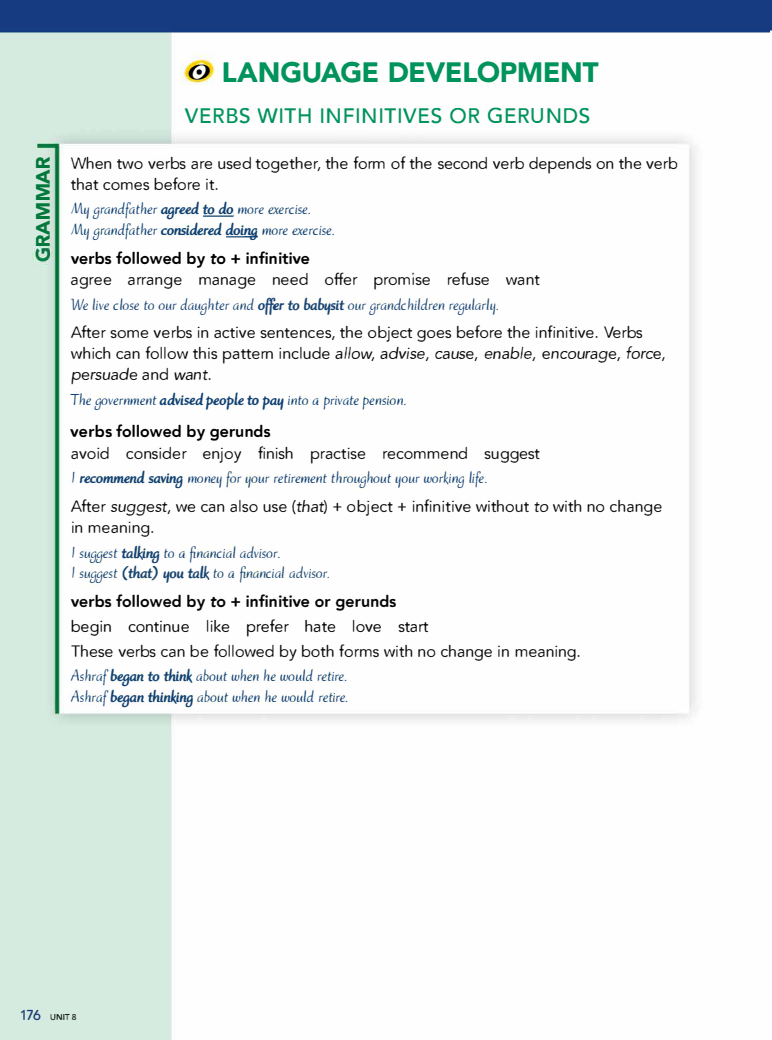 LANGUAGE DEVELOPMENT
VERBS WITH INFINITIVES OR GERUNDS
GRAMMAR
When two verbs are used together, the form of the second verb depends on the verb
that comes before it.
My grandfather agreed to do more exercise.
My grandfather considered doing more exercise.
verbs followed by to + infinitive
agree arrange manage need offer promise refuse want
We live close to our daughter and offer to babysit our grandchildren regularly.
After some verbs in active sentences, the object goes before the infinitive. Verbs
which can follow this pattern include allow, advise, cause, enable, encourage, force,
persuade and want.
The government advised people to pay into a private pension.
verbs followed by gerunds
avoid consider enjoy finish practise recommend suggest
I recommend saving money for your retirement throughout your working life.
After suggest, we can also use (that) + object + infinitive without to with no change
in meaning.
I suggest talking to a financial advisor.
I suggest (that) you talk to a financial advisor.
verbs followed by to + infinitive or gerunds
begin continue like prefer hate love start
These verbs can be followed by both forms with no change in meaning.
Ashraf began to think about when he would retire.
Ashraf began thinking about when he would retire.
176 UNIT 8